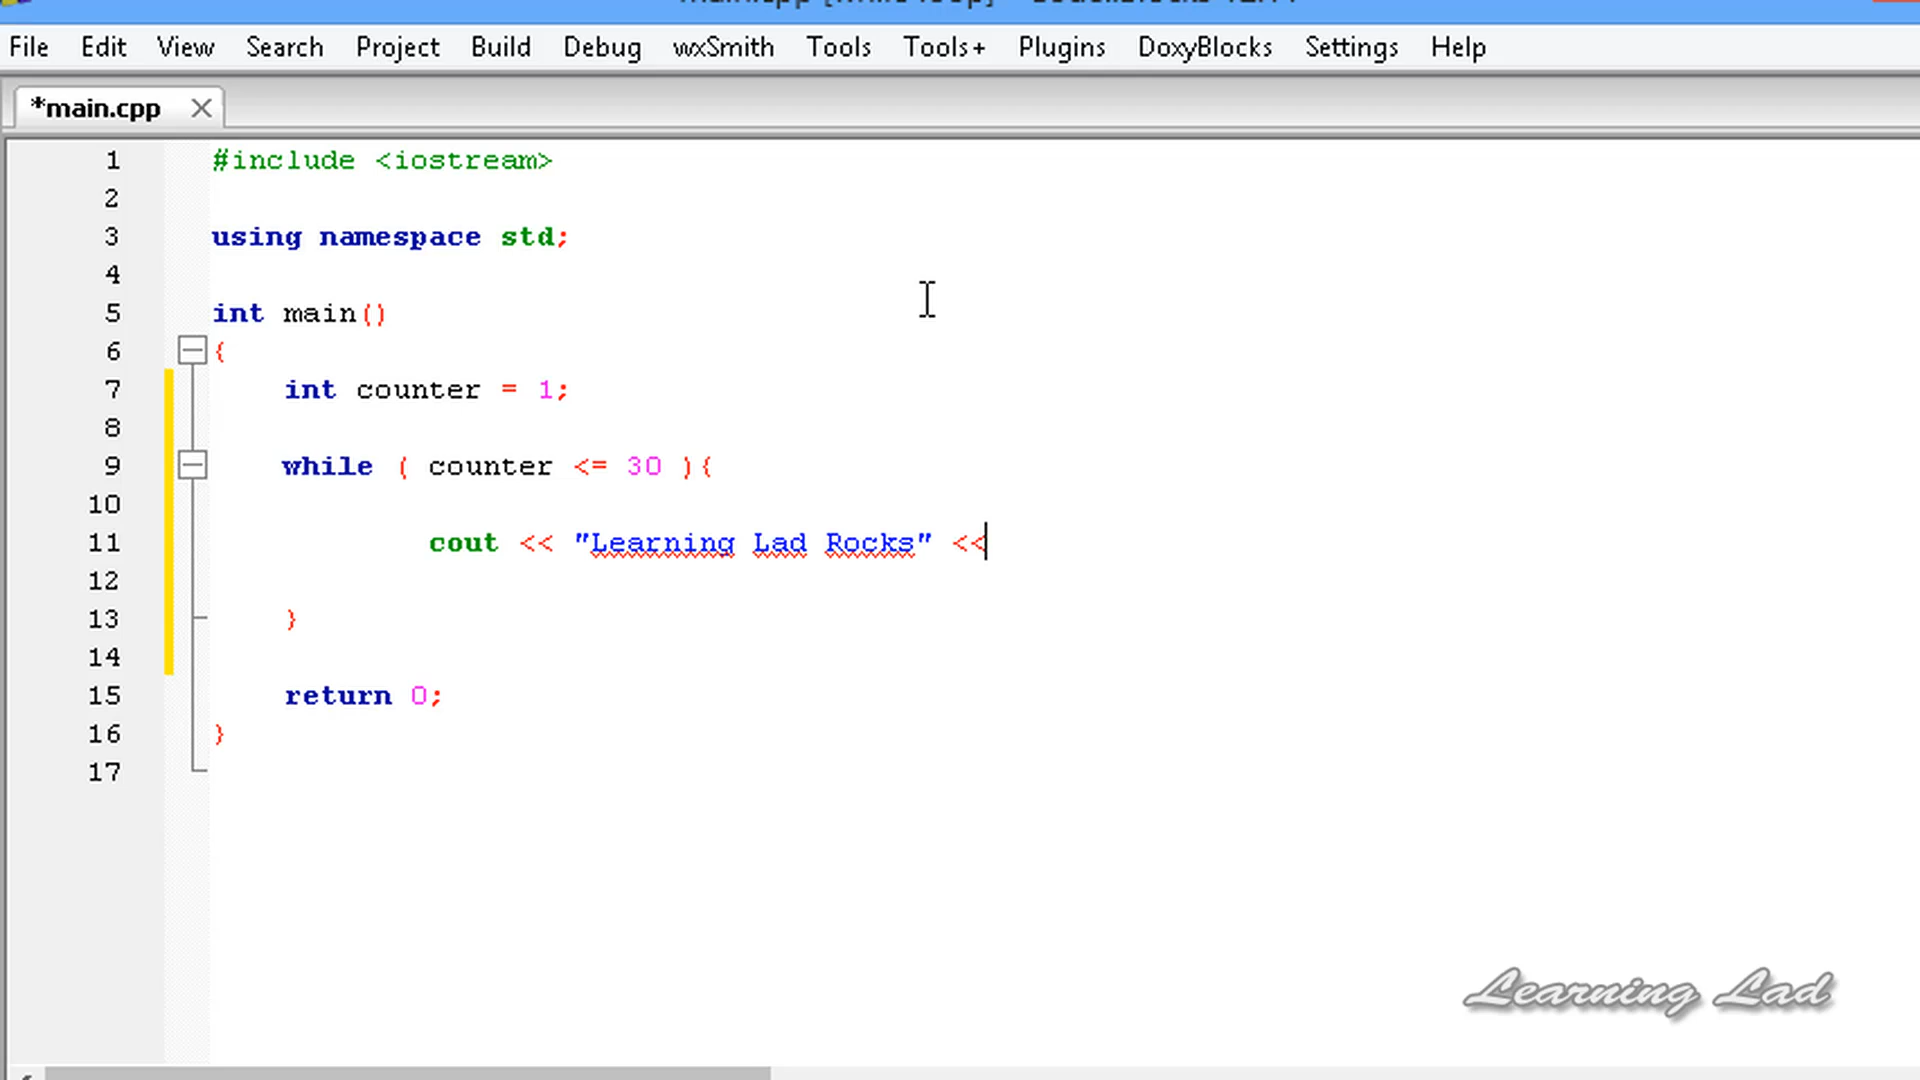 File Edit View Search Project Build Debug wxSmith Tools Tools+ Plugins DoxyBlocks Settings Help
*main.cpp
1 #include <iostream>
2
3 using namespace std;
4
5 int main()
6 {
7 int counter = 1;
8
9 while ( counter <= 30 ){
10
11 cout << "Learning Lad Rocks" <<
12
13 }
14
15 return 0;
16 }
17
Learning Lad